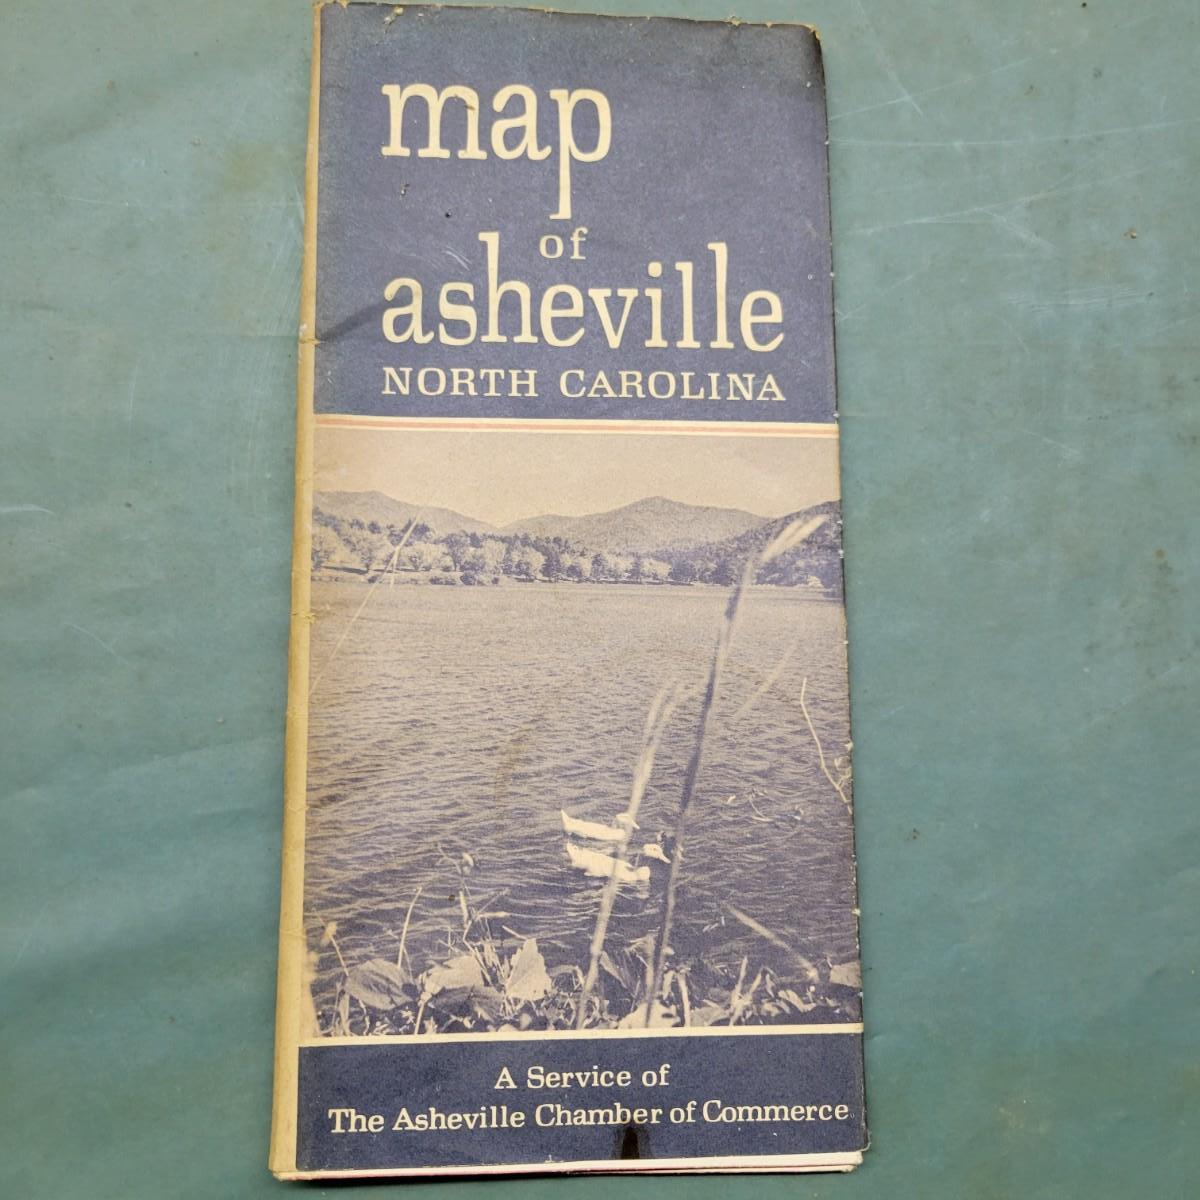 map
of
asheville
NORTH CAROLINA
A Service of
The Asheville Chamber of Commerce